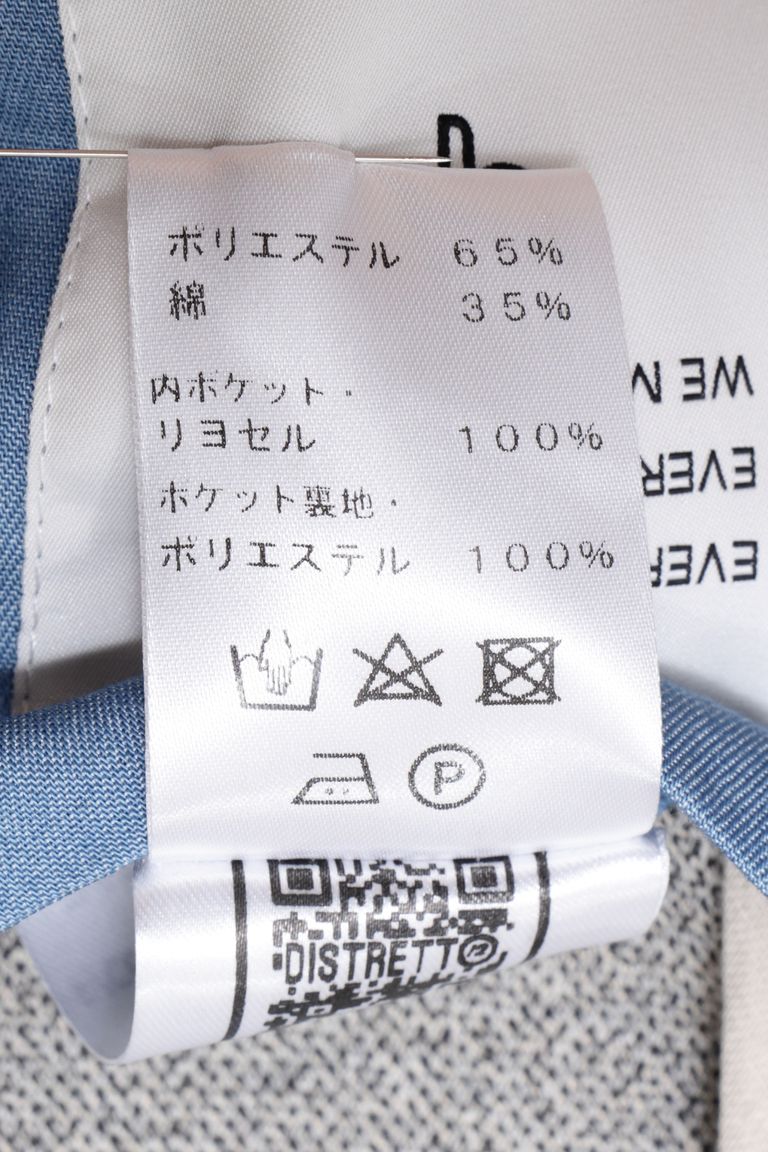 ポリエステル 65%
綿 35%
内ポケット・
リヨセル 100%
ポケット裏地・
ポリエステル 100%
P
DISTRETTO
WE
EVER
EVER